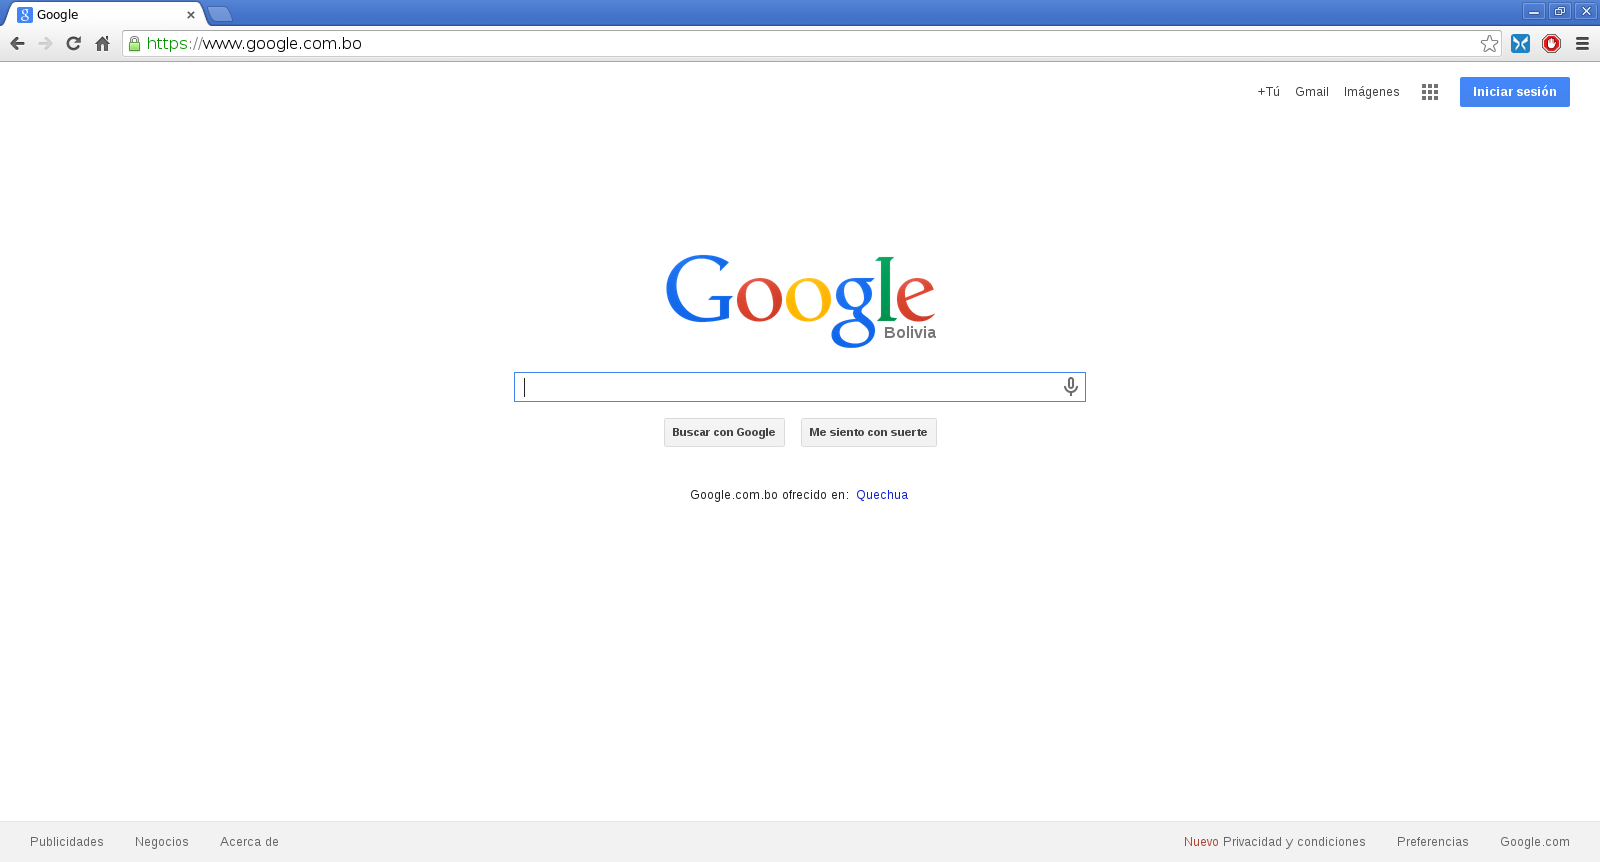 Google
https://www.google.com.bo
+Tú Gmail Imágenes Iniciar sesión
Google
Bolivia
Buscar con Google Me siento con suerte
Google.com.bo ofrecido en: Quechua
Publicidades Negocios Acerca de Nuevo Privacidad y condiciones Preferencias Google.com